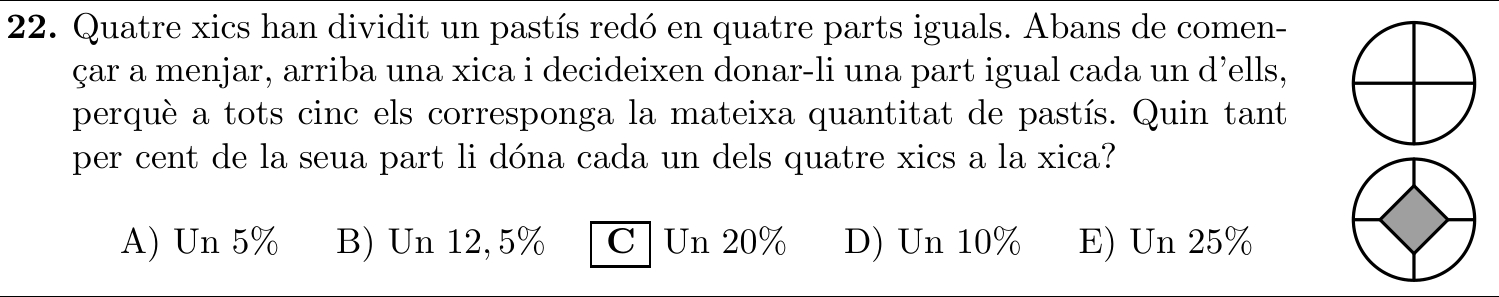 22. Quatre xics han dividit un pastís redó en quatre parts iguals. Abans de comen-
çar a menjar, arriba una xica i decideixen donar-li una part igual cada un d'ells,
perquè a tots cinc els corresponga la mateixa quantitat de pastís. Quin tant
per cent de la seua part li dóna cada un dels quatre xics a la xica?
A) Un 5% B) Un 12,5% C Un 20% D) Un 10% E) Un 25%